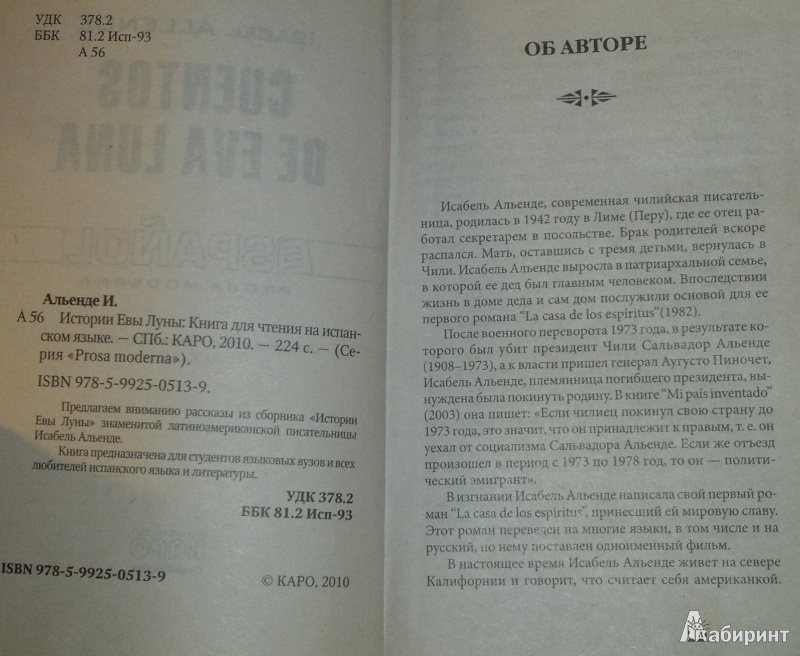 УДК 378.2
ББК 81.2 Исп-93
А 56
CUENTOS
DE EVA LUNA
Альенде И.
А 56 Истории Евы Луны: Книга для чтения на испан-
ском языке. — СПб.: КАРО, 2010. — 224 с. — (Се-
рия «Prosa moderna»).
ISBN 978-5-9925-0513-9.
Предлагаем вниманию рассказы из сборника «Истории
Евы Луны» знаменитой латиноамериканской писательницы
Исабель Альенде.
Книга предназначена для студентов языковых вузов и всех
любителей испанского языка и литературы.
УДК 378.2
ББК 81.2 Исп-93
ISBN 978-5-9925-0513-9
© КАРО, 2010
ОБ АВТОРЕ
Исабель Альенде, современная чилийская писатель-
ница, родилась в 1942 году в Лиме (Перу), где ее отец ра-
ботал секретарем в посольстве. Брак родителей вскоре
распался. Мать, оставшись с тремя детьми, вернулась в
Чили. Исабель Альенде выросла в патриархальной семье,
в которой ее дед был главным человеком. Впоследствии
жизнь в доме деда и сам дом послужили основой для ее
первого романа “La casa de los espíritus”(1982).
После военного переворота 1973 года, в результате ко-
торого был убит президент Чили Сальвадор Альенде
(1908–1973), а к власти пришел генерал Аугусто Пиночет,
Исабель Альенде, племянница погибшего президента, вы-
нуждена была покинуть родину. В книге “Mi país inventado”
(2003) она пишет: «Если чилиец покинул свою страну до
1973 года, это значит, что он принадлежит к правым, т. е. он
уехал от социализма Сальвадора Альенде. Если же отъезд
произошел в период с 1973 по 1978 год, то он — полити-
ческий эмигрант».
В изгнании Исабель Альенде написала свой первый ро-
ман “La casa de los espíritus”, принесший ей мировую славу.
Этот роман переведен на многие языки, в том числе и на
русский, по нему поставлен одноименный фильм.
В настоящее время Исабель Альенде живет на севере
Калифорнии и говорит, что считает себя американкой.
Лабиринт